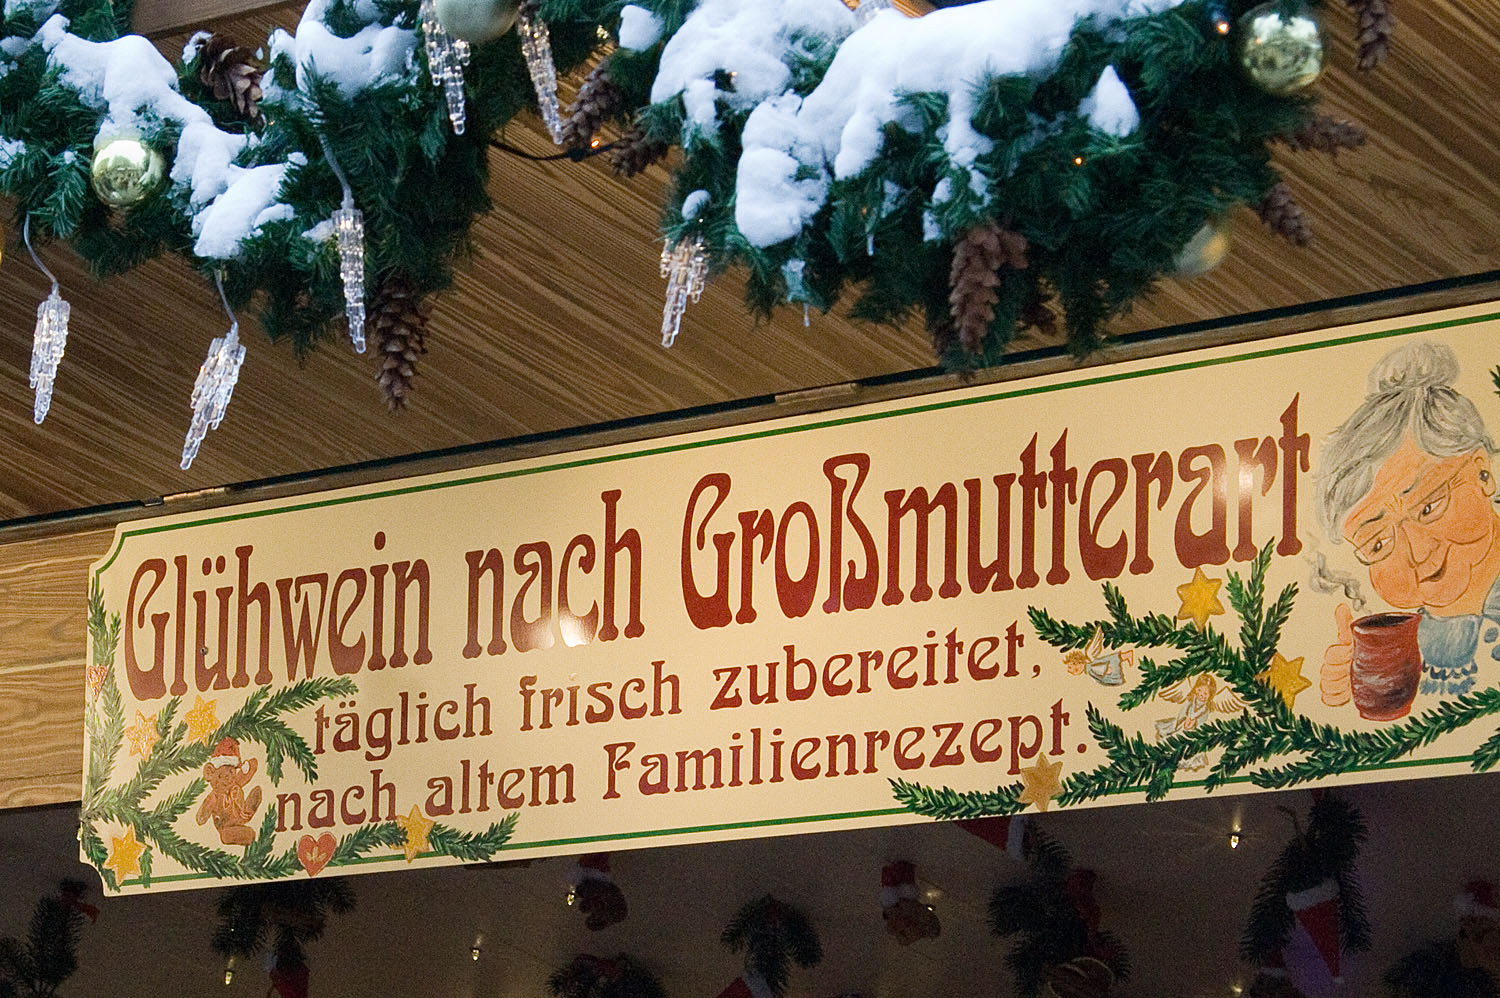 Glühwein nach Großmutterart
täglich frisch zubereitet,
nach altem Familienrezept.